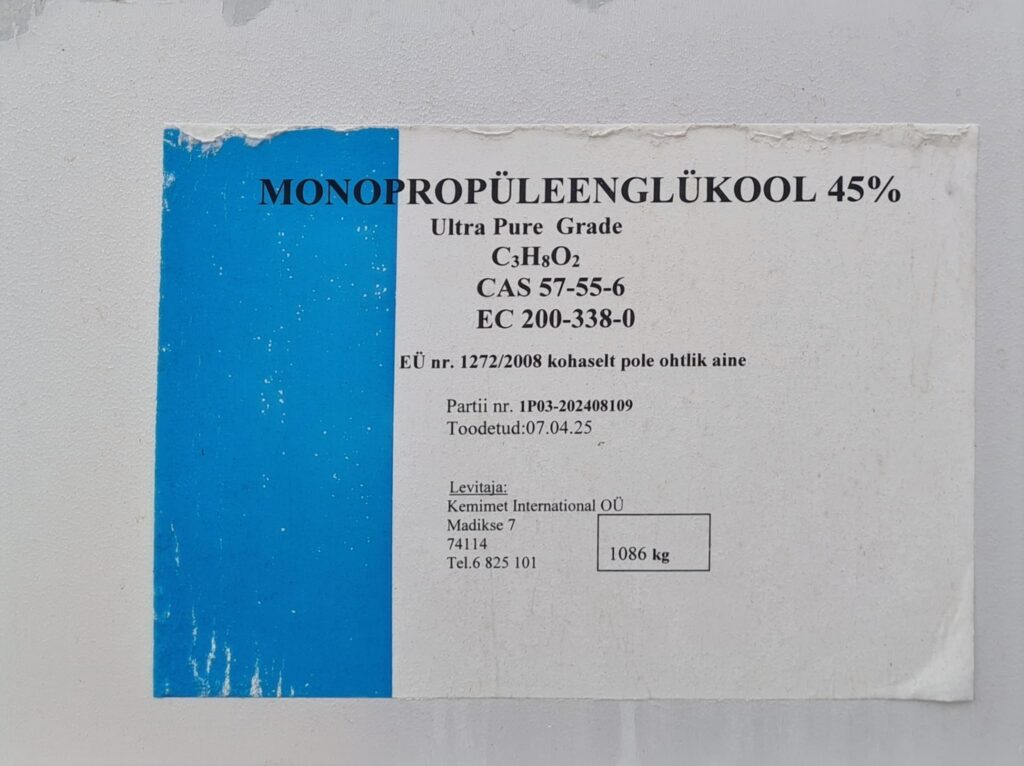 MONOPROPÜLEENGLÜKOOL 45%
Ultra Pure Grade
C₃H₈O₂
CAS 57-55-6
EC 200-338-0
EÜ nr. 1272/2008 kohaselt pole ohtlik aine
Partii nr. 1P03-202408109
Toodetud:07.04.25
Levitaja:
Kemimet International OÜ
Madikse 7
74114
Tel.6 825 101
1086 kg